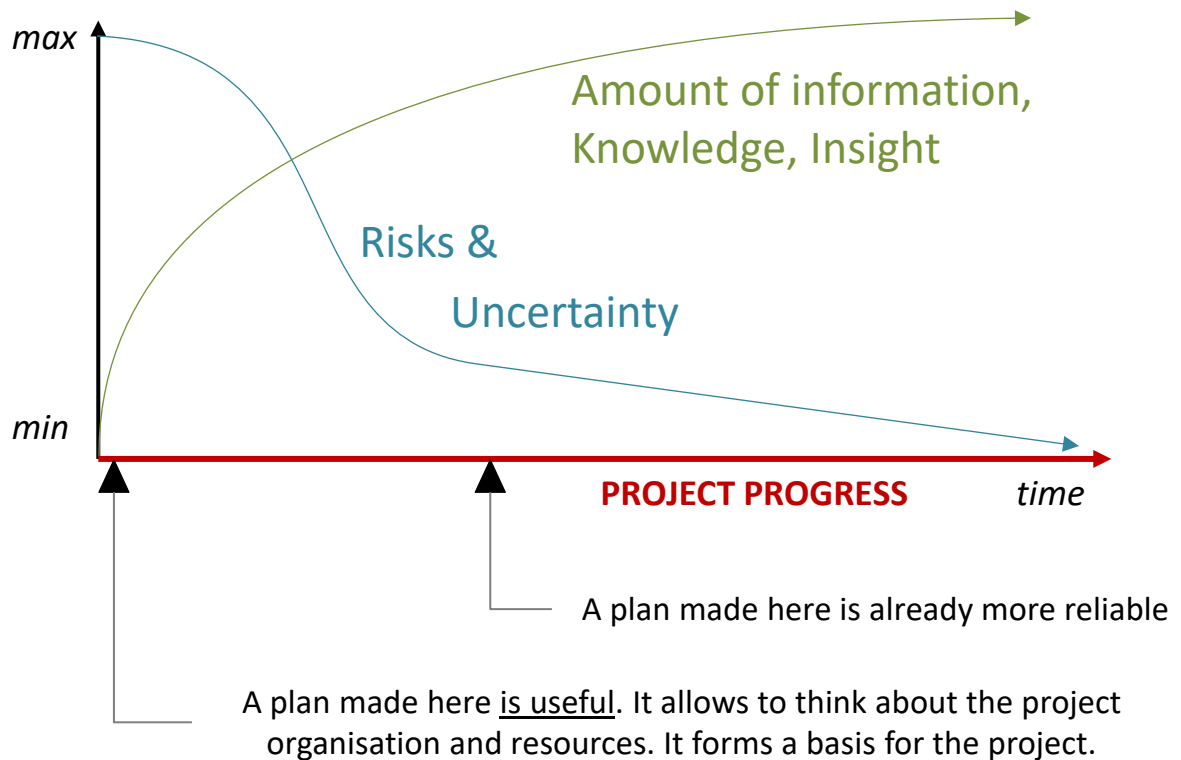 max
Amount of information,
Knowledge, Insight
Risks &
Uncertainty
min
PROJECT PROGRESS
time
A plan made here is already more reliable
A plan made here is useful. It allows to think about the project
organisation and resources. It forms a basis for the project.